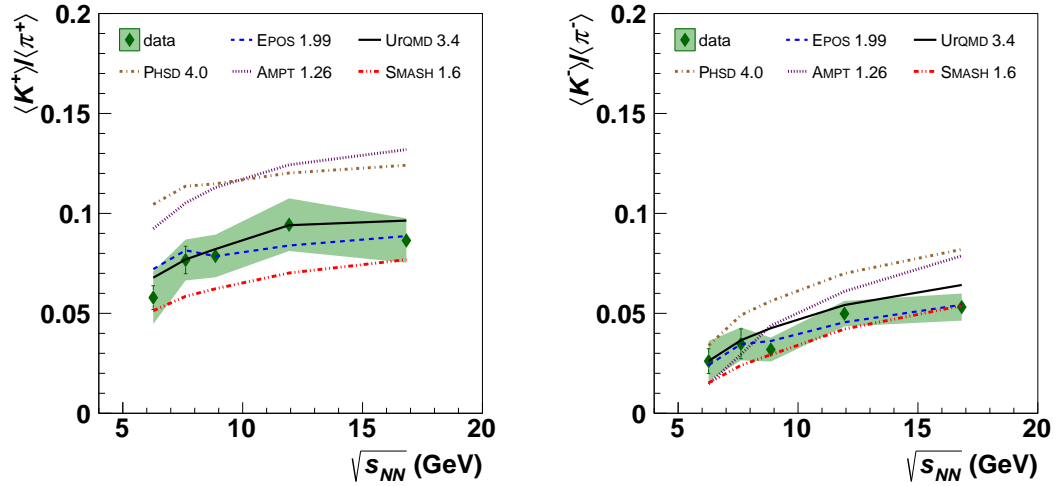 ⟨K⁺⟩/⟨π⁺⟩
0.2
0.15
0.1
0.05
0
data
EPOS 1.99
URQMD 3.4
PHSD 4.0
AMPT 1.26
SMASH 1.6
5 10 15 20
√s_NN (GeV)
⟨K⁻⟩/⟨π⁻⟩
0.2
0.15
0.1
0.05
0
data
EPOS 1.99
URQMD 3.4
PHSD 4.0
AMPT 1.26
SMASH 1.6
5 10 15 20
√s_NN (GeV)